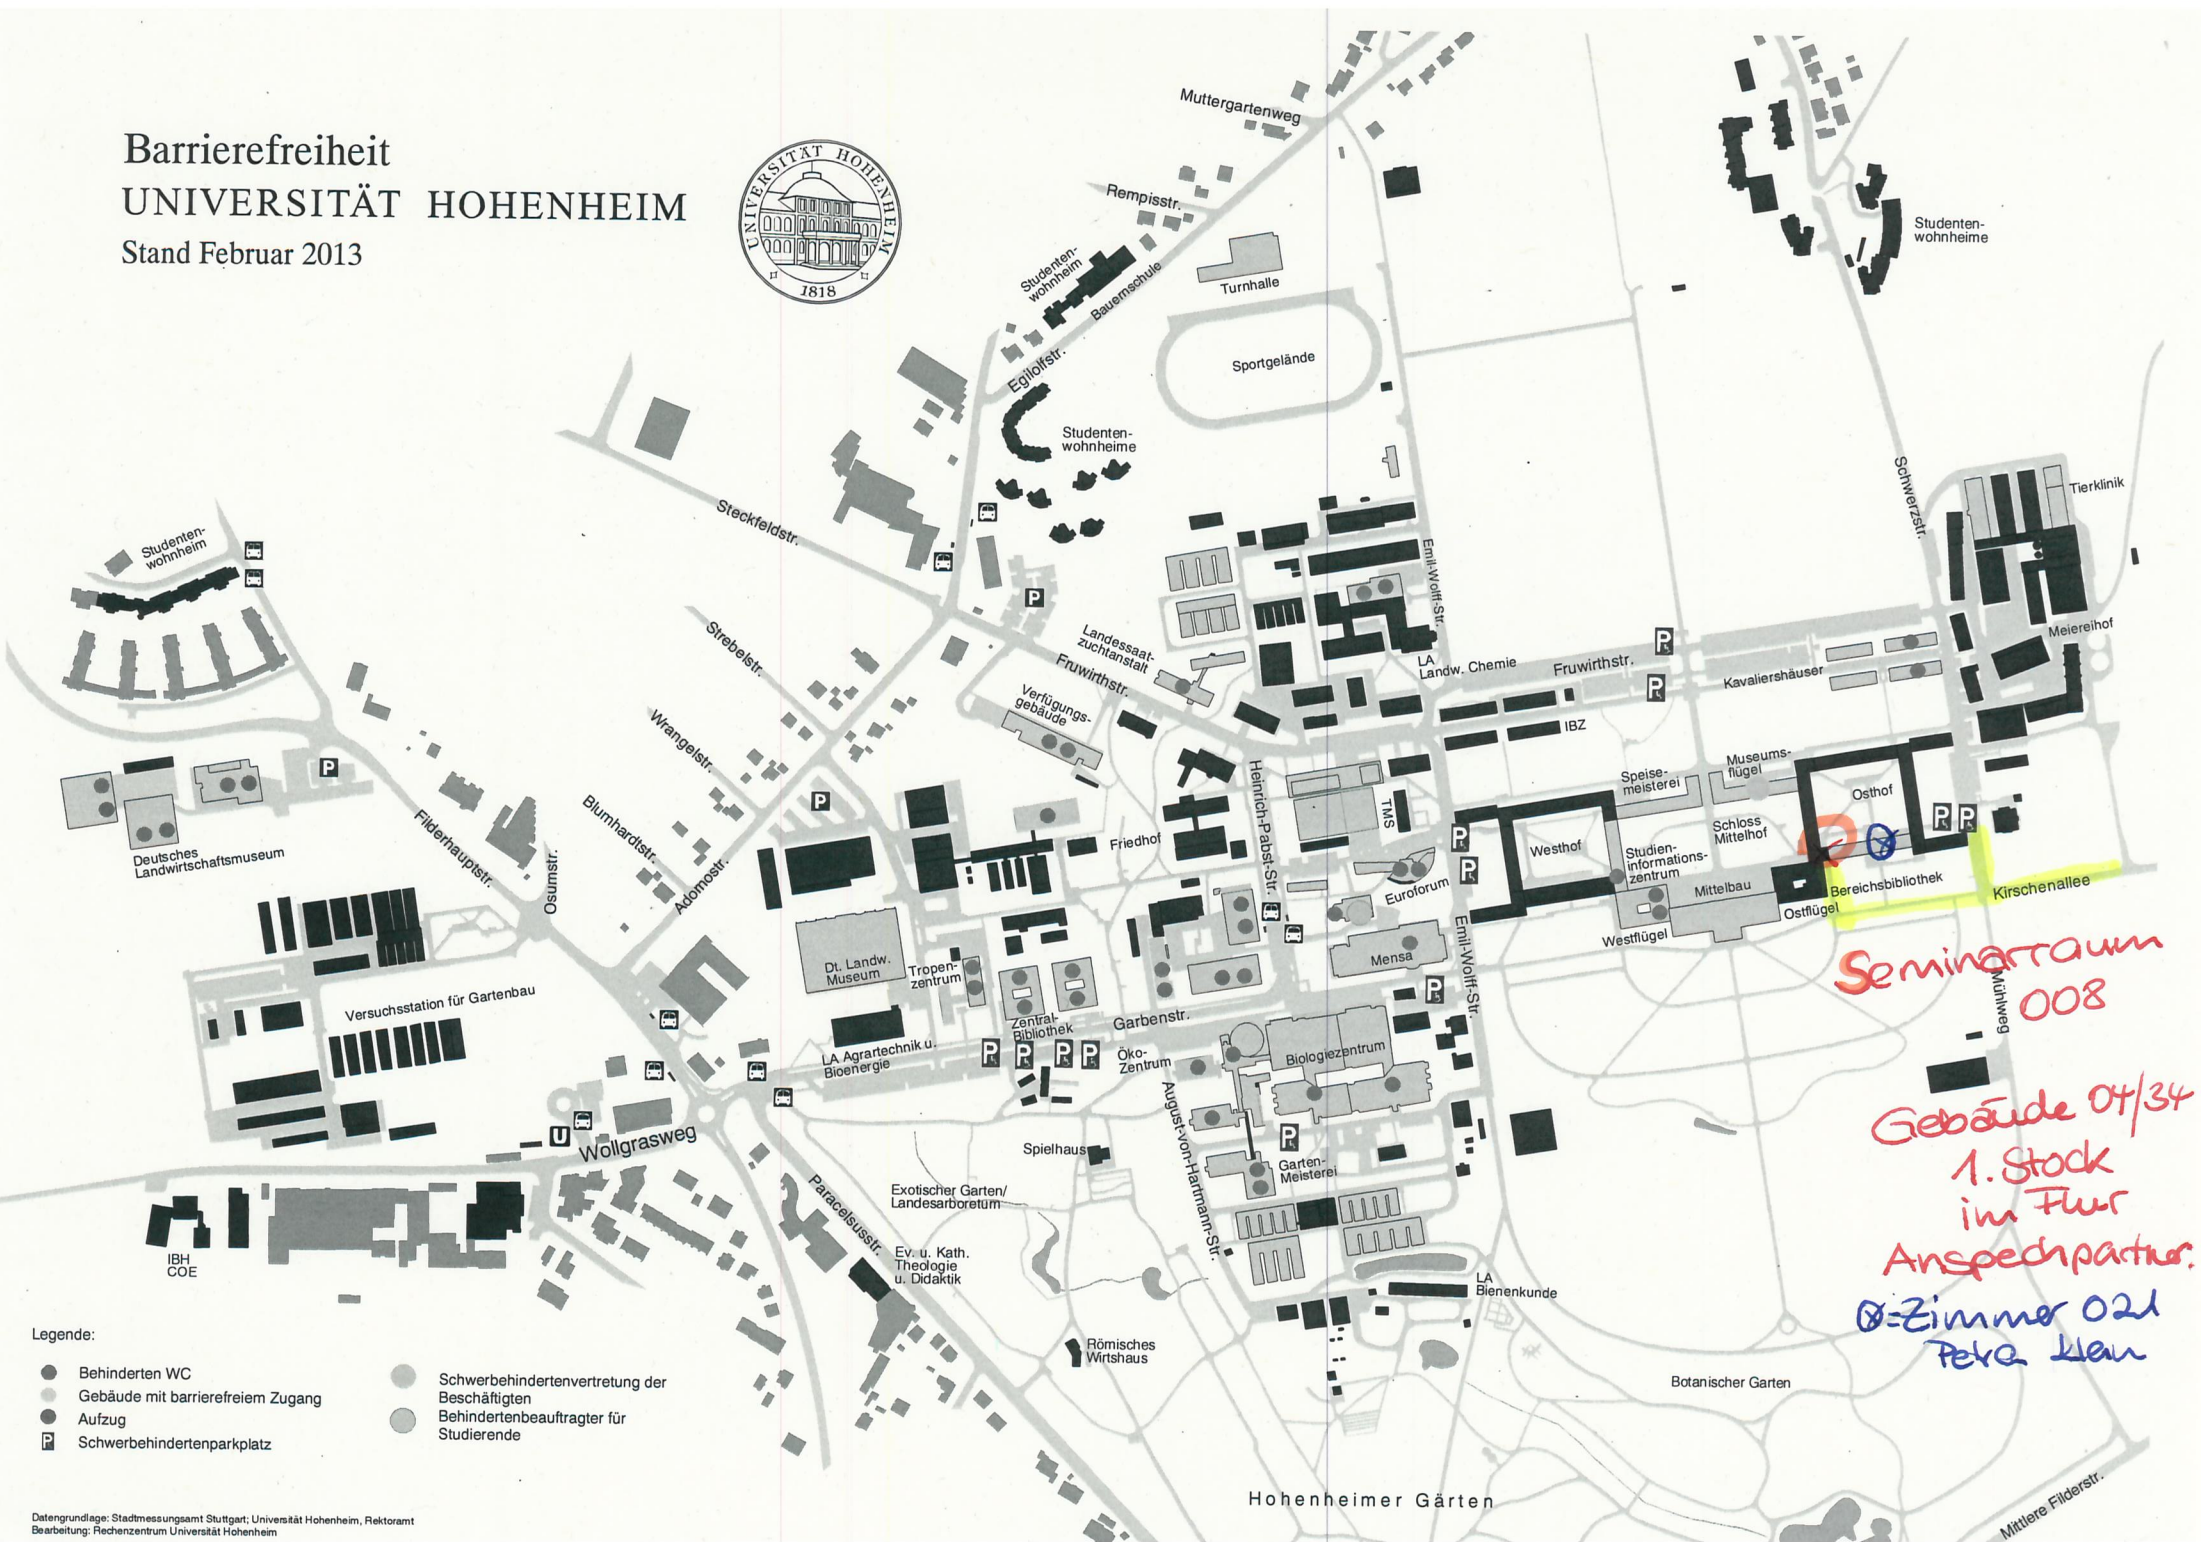 Barrierefreiheit
UNIVERSITÄT HOHENHEIM
Stand Februar 2013
UNIVERSITÄT HOHENHEIM
1818
Muttergartenweg
Rempisstr.
Studenten-
wohnheim
Bauernschule
Turnhalle
Egilolfstr.
Sportgelände
Studenten-
wohnheime
Studenten-
wohnheime
Steckfeldstr.
Schwerzstr.
Tierklinik
Studenten-
wohnheim
Emil-Wolff-Str.
Strebelstr.
Landessaat-
zuchtanstalt
Fruwirthstr.
LA
Landw. Chemie
Fruwirthstr.
Meiereihof
Kavaliershäuser
Verfügungs-
gebäude
IBZ
Wrangelstr.
Heinrich-Pabst-Str.
Speise-
meisterei
Museums-
flügel
Osthof
TMS
Blumhardtstr.
Filderhauptstr.
Friedhof
Westhof
Schloss
Mittelhof
Studien-
informations-
zentrum
Deutsches
Landwirtschaftsmuseum
Osumstr.
Adornostr.
Euroforum
Mittelbau
Bereichsbibliothek
Ostflügel
Kirschenallee
Westflügel
Emil-Wolff-Str.
Mensa
Dt. Landw.
Museum
Tropen-
zentrum
Seminarraum
008
Mühlweg
Versuchsstation für Gartenbau
Zentral-
Bibliothek
Garbenstr.
LA Agrartechnik u.
Bioenergie
Öko-
Zentrum
Biologiezentrum
Gebäude 04/34
1. Stock
im Flur
Anspechpartner:
Wollgrasweg
August-von-Hartmann-Str.
Spielhaus
Garten-
Meisterei
Paracelsusstr.
Exotischer Garten/
Landesarboretum
Ev. u. Kath.
Theologie
u. Didaktik
IBH
COE
LA
Bienenkunde
⊗=Zimmer 021
Petra Klein
Römisches
Wirtshaus
Botanischer Garten
Legende:
Behinderten WC
Gebäude mit barrierefreiem Zugang
Aufzug
P Schwerbehindertenparkplatz
Schwerbehindertenvertretung der
Beschäftigten
Behindertenbeauftragter für
Studierende
Hohenheimer Gärten
Mittlere Filderstr.
Datengrundlage: Stadtmessungsamt Stuttgart; Universität Hohenheim, Rektoramt
Bearbeitung: Rechenzentrum Universität Hohenheim